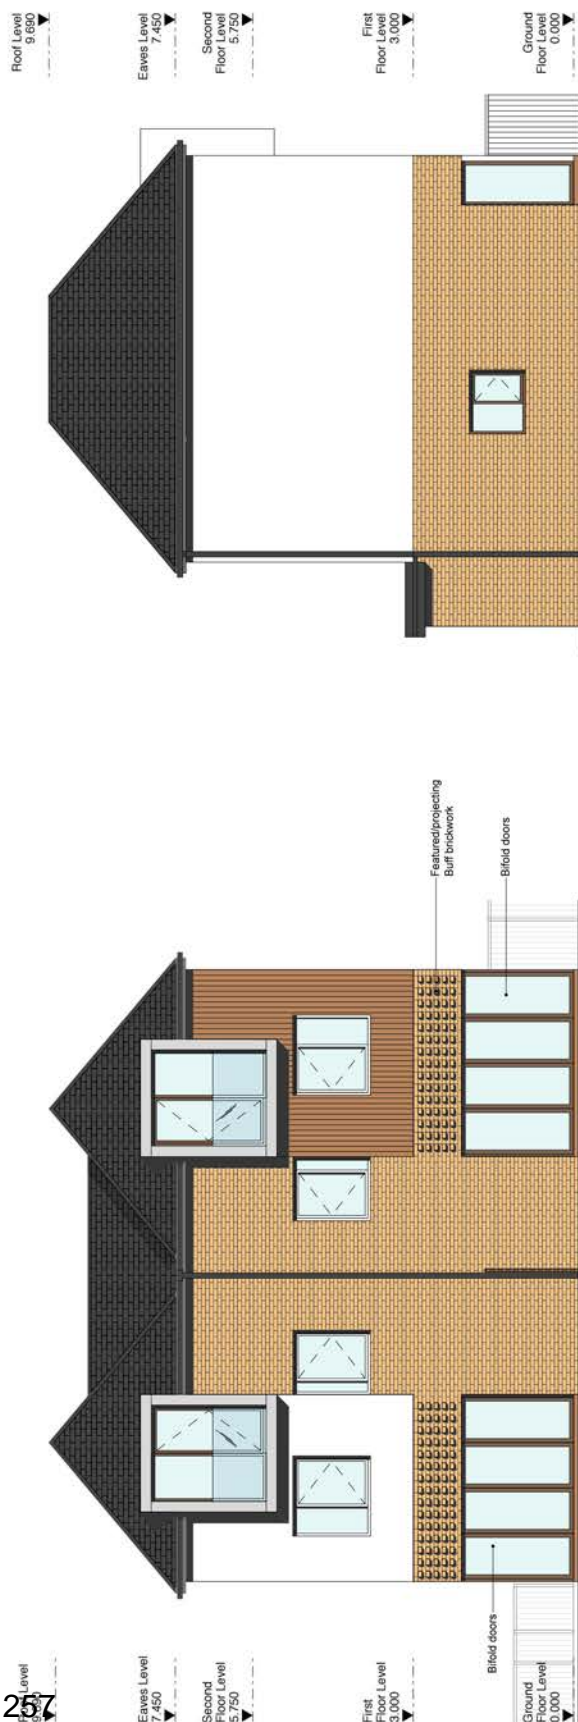 Roof Level
9.690
Eaves Level
7.450
Second
Floor Level
5.750
First
Floor Level
3.000
Ground
Floor Level
0.000
Featured/projecting
Buff brickwork
Bifold doors
Bifold doors
Level
Eaves Level
7.450
Second
Floor Level
5.750
First
Floor Level
3.000
Ground
Floor Level
0.000
257